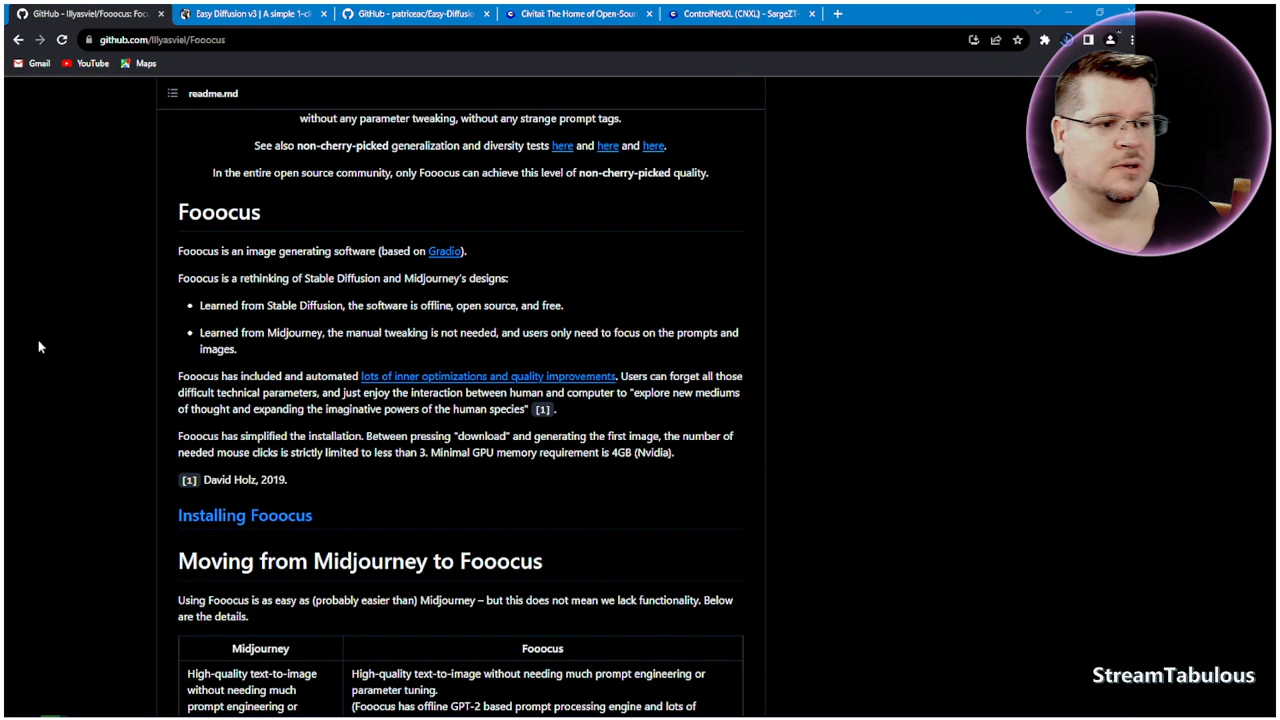 GitHub - lllyasviel/Fooocus: Foc
Easy Diffusion v3 | A simple 1-cli
GitHub - patriceac/Easy-Diffusio
Civitai: The Home of Open-Sour
ControlNetXL (CNXL) - SargeZT-
github.com/lllyasviel/Fooocus
Gmail YouTube Maps
readme.md
without any parameter tweaking, without any strange prompt tags.
See also non-cherry-picked generalization and diversity tests here and here and here.
In the entire open source community, only Fooocus can achieve this level of non-cherry-picked quality.
Fooocus
Fooocus is an image generating software (based on Gradio).
Fooocus is a rethinking of Stable Diffusion and Midjourney's designs:
• Learned from Stable Diffusion, the software is offline, open source, and free.
• Learned from Midjourney, the manual tweaking is not needed, and users only need to focus on the prompts and
images.
Fooocus has included and automated lots of inner optimizations and quality improvements. Users can forget all those
difficult technical parameters, and just enjoy the interaction between human and computer to "explore new mediums
of thought and expanding the imaginative powers of the human species" [1].
Fooocus has simplified the installation. Between pressing "download" and generating the first image, the number of
needed mouse clicks is strictly limited to less than 3. Minimal GPU memory requirement is 4GB (Nvidia).
[1] David Holz, 2019.
Installing Fooocus
Moving from Midjourney to Fooocus
Using Fooocus is as easy as (probably easier than) Midjourney – but this does not mean we lack functionality. Below
are the details.
Midjourney
Fooocus
High-quality text-to-image
without needing much
prompt engineering or
High-quality text-to-image without needing much prompt engineering or
parameter tuning.
(Fooocus has offline GPT-2 based prompt processing engine and lots of
StreamTabulous